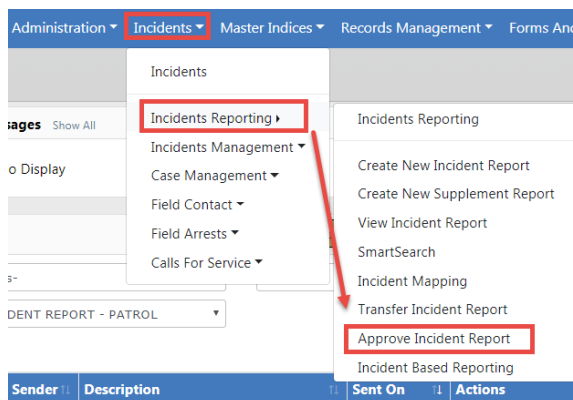 Administration Incidents Master Indices Records Management Forms An
Incidents
sages Show All
Incidents Reporting
Incidents Reporting
o Display
Incidents Management
Create New Incident Report
Case Management
Create New Supplement Report
Field Contact
View Incident Report
Field Arrests
SmartSearch
Calls For Service
Incident Mapping
s-
DENT REPORT - PATROL
Transfer Incident Report
Approve Incident Report
Incident Based Reporting
Sender Description Sent On Actions